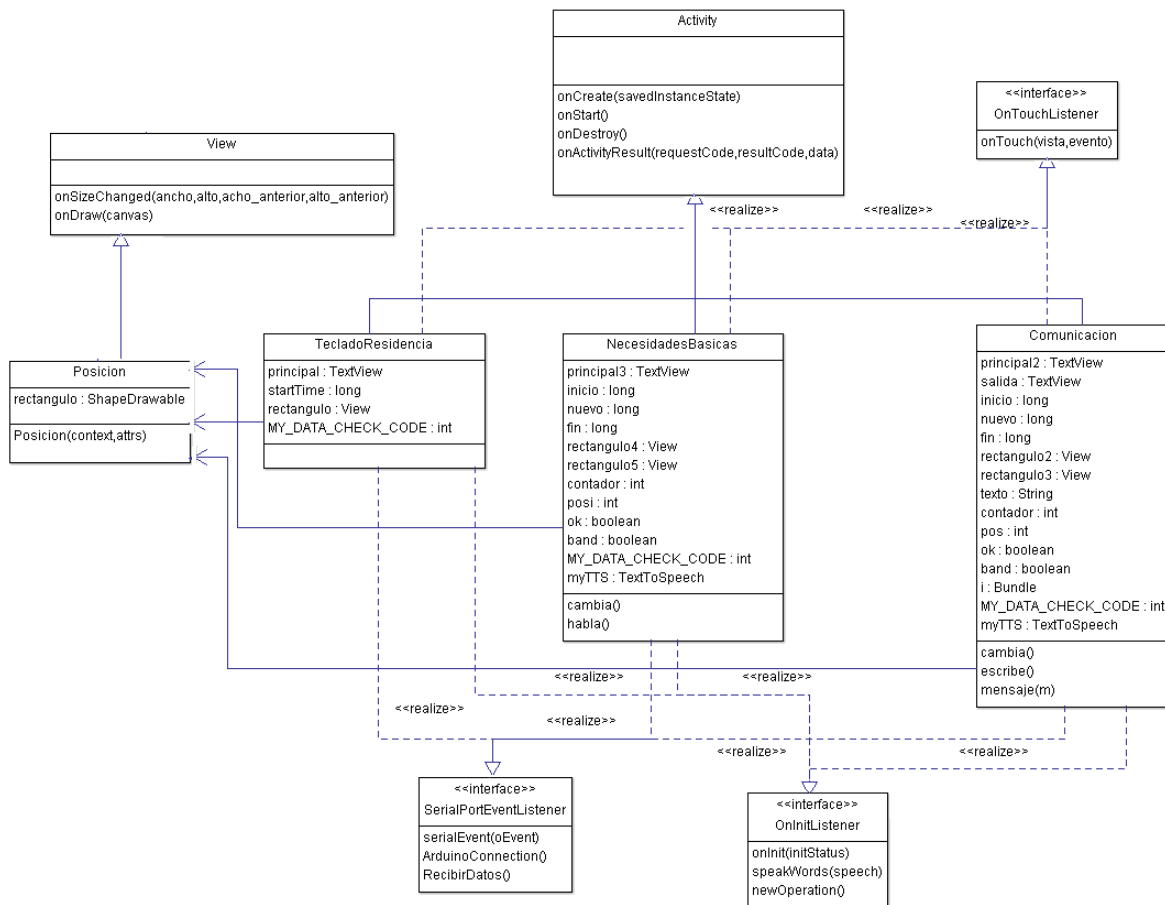 Activity
onCreate(savedInstanceState)
onStart()
onDestroy()
onActivityResult(requestCode,resultCode,data)
<<interface>>
OnTouchListener
onTouch(vista,evento)
View
onSizeChanged(ancho,alto,acho_anterior,alto_anterior)
onDraw(canvas)
<<realize>>
<<realize>>
<<realize>>
Posicion
rectangulo : ShapeDrawable
Posicion(context,attrs)
TecladoResidencia
principal : TextView
startTime : long
rectangulo : View
MY_DATA_CHECK_CODE : int
NecesidadesBasicas
principal3 : TextView
inicio : long
nuevo : long
fin : long
rectangulo4 : View
rectangulo5 : View
contador : int
posi : int
ok : boolean
band : boolean
MY_DATA_CHECK_CODE : int
myTTS : TextToSpeech
cambia()
habla()
Comunicacion
principal2 : TextView
salida : TextView
inicio : long
nuevo : long
fin : long
rectangulo2 : View
rectangulo3 : View
texto : String
contador : int
pos : int
ok : boolean
band : boolean
i : Bundle
MY_DATA_CHECK_CODE : int
myTTS : TextToSpeech
cambia()
escribe()
mensaje(m)
<<realize>>
<<realize>>
<<realize>>
<<realize>>
<<realize>>
<<realize>>
<<interface>>
SerialPortEventListener
serialEvent(oEvent)
ArduinoConnection()
RecibirDatos()
<<interface>>
OnInitListener
onInit(initStatus)
speakWords(speech)
newOperation()